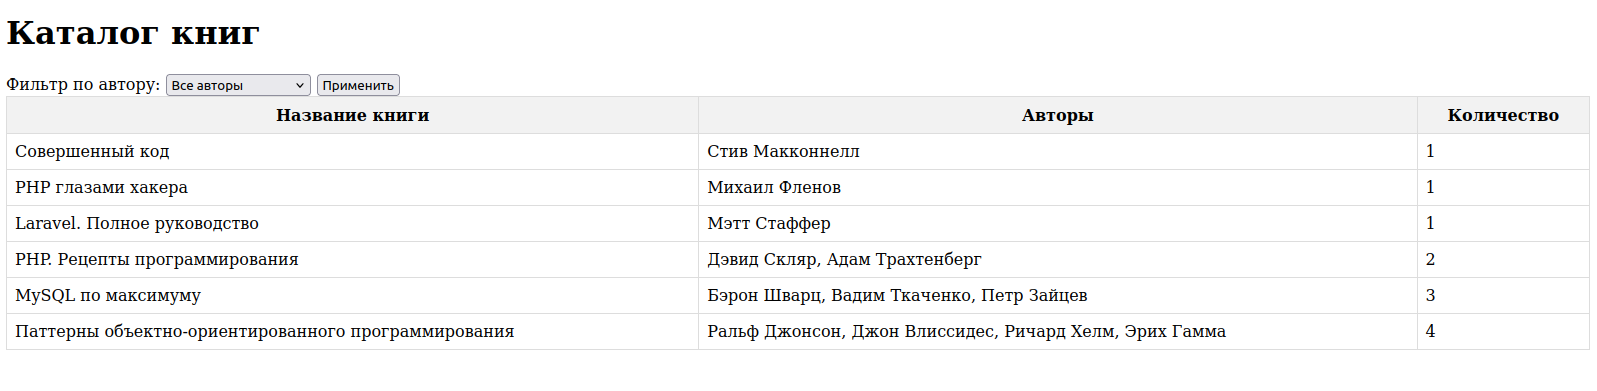 Каталог книг
Фильтр по автору: Все авторы Применить
Название книги Авторы Количество
Совершенный код Стив Макконнелл 1
PHP глазами хакера Михаил Фленов 1
Laravel. Полное руководство Мэтт Стаффер 1
PHP. Рецепты программирования Дэвид Скляр, Адам Трахтенберг 2
MySQL по максимуму Бэрон Шварц, Вадим Ткаченко, Петр Зайцев 3
Паттерны объектно-ориентированного программирования Ральф Джонсон, Джон Влиссидес, Ричард Хелм, Эрих Гамма 4